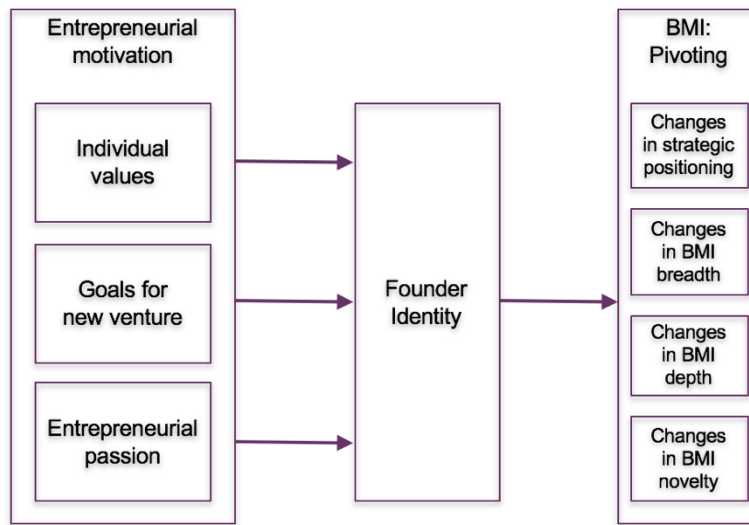 Entrepreneurial
motivation
Individual
values
Goals for
new venture
Entrepreneurial
passion
Founder
Identity
BMI:
Pivoting
Changes
in strategic
positioning
Changes
in BMI
breadth
Changes
in BMI
depth
Changes
in BMI
novelty